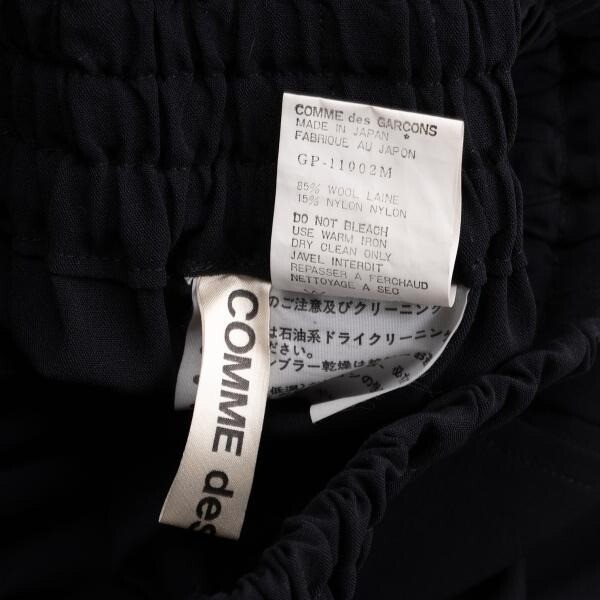 COMME des GARCONS
MADE IN JAPAN *
FABRIQUE AU JAPON
GP-11002M
85% WOOL LAINE
15% NYLON NYLON
DO NOT BLEACH
USE WARM IRON
DRY CLEAN ONLY
JAVEL INTERDIT
REPASSER A FERCHAUD
NETTOYAGE A SEC
のご注意及びクリーニング
は石油系ドライクリーニン
ださい。
ンブラー乾燥は
COMME des